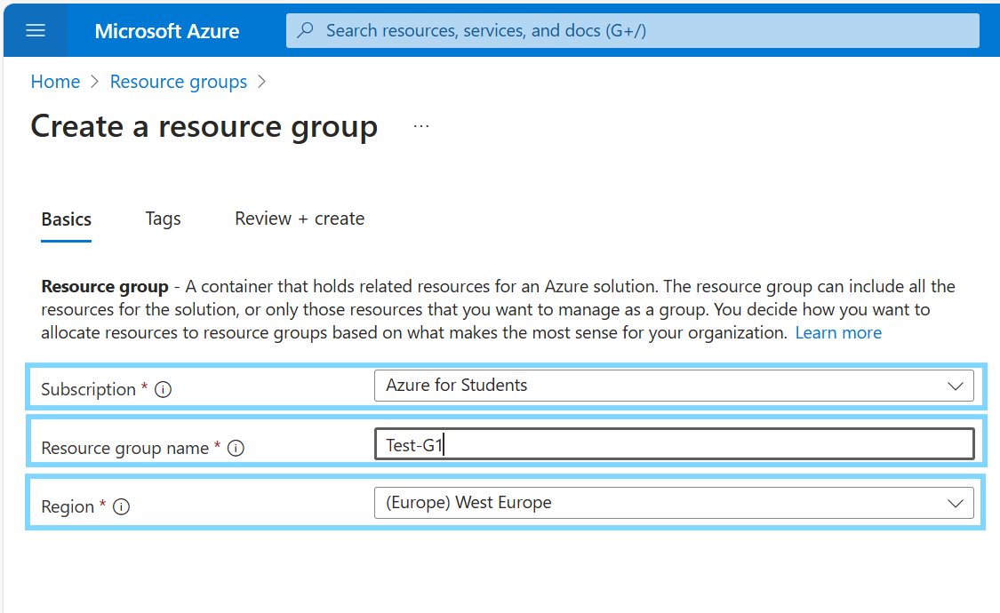 Microsoft Azure
Search resources, services, and docs (G+/)
Home > Resource groups >
Create a resource group ...
Basics Tags Review + create
Resource group - A container that holds related resources for an Azure solution. The resource group can include all the
resources for the solution, or only those resources that you want to manage as a group. You decide how you want to
allocate resources to resource groups based on what makes the most sense for your organization. Learn more
Subscription * Azure for Students
Resource group name * Test-G1
Region * (Europe) West Europe